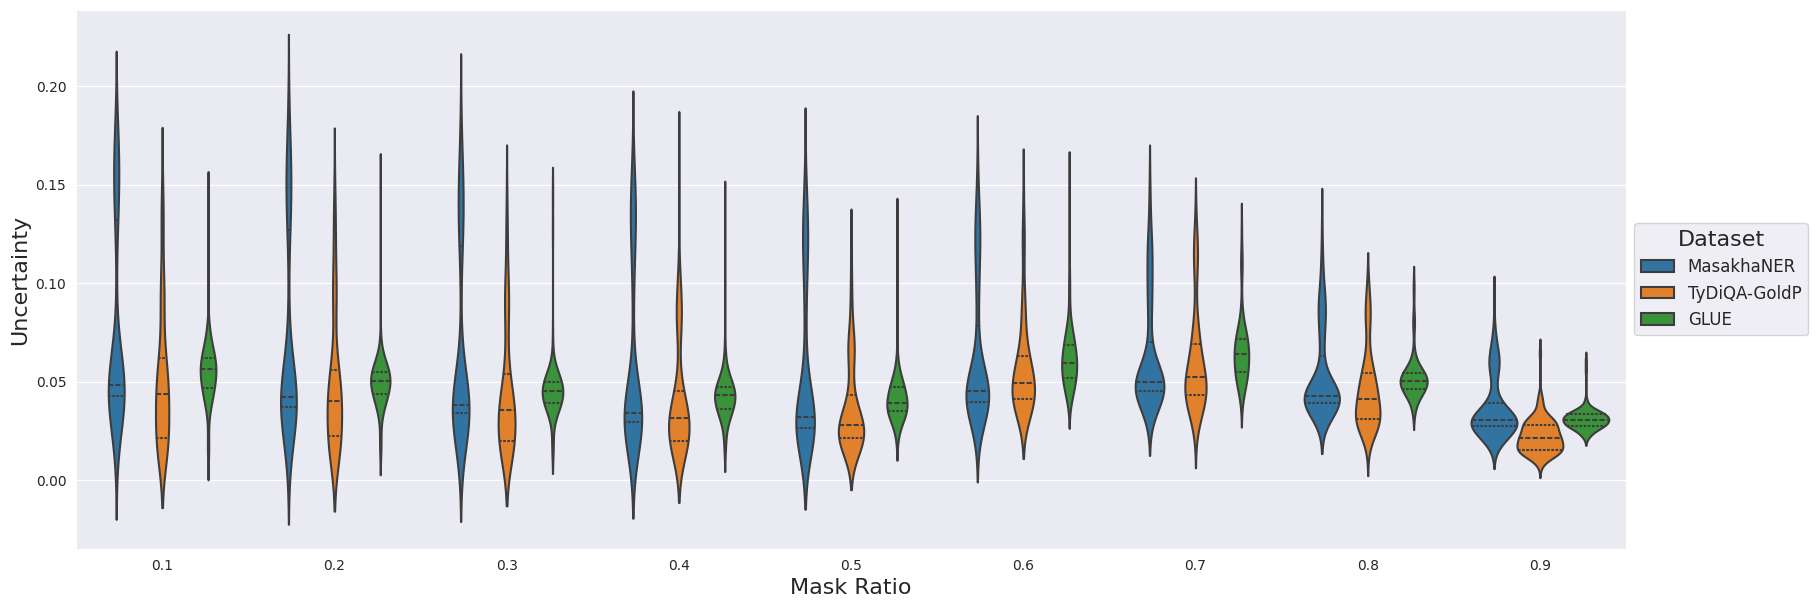 Uncertainty
0.20
0.15
0.10
0.05
0.00
0.1 0.2 0.3 0.4 0.5 0.6 0.7 0.8 0.9
Mask Ratio
Dataset
MasakhaNER
TyDiQA-GoldP
GLUE